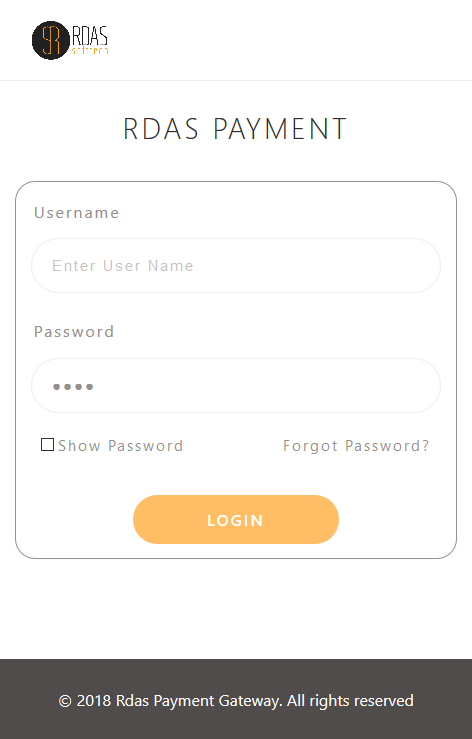 RDAS
RDAS PAYMENT
Username
Enter User Name
Password
••••
Show Password
Forgot Password?
LOGIN
© 2018 Rdas Payment Gateway. All rights reserved